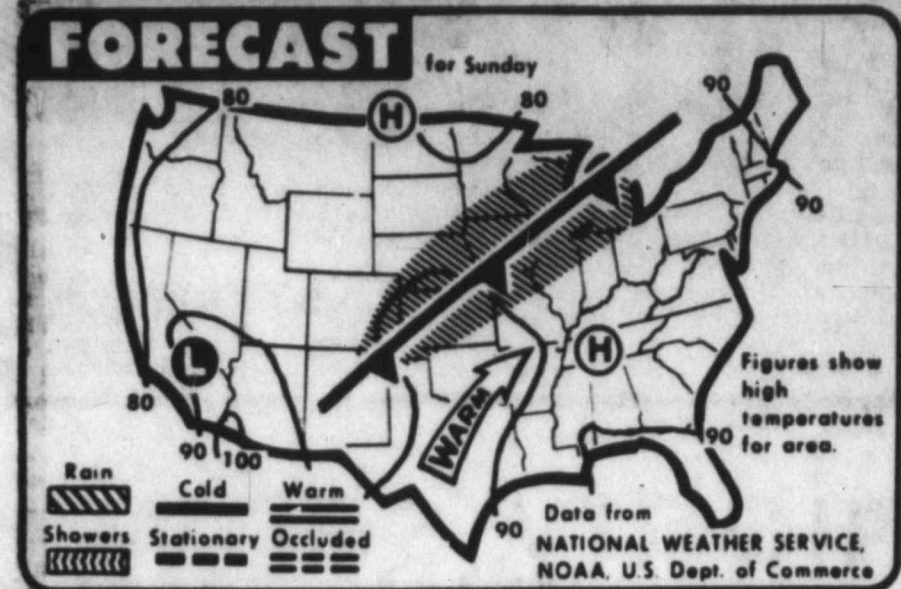 FORECAST
for Sunday
80
H
80
90
90
L
H
80
90
100
WARM
90
90
Figures show
high
temperatures
for area.
Rain
Cold
Warm
Showers
Stationary
Occluded
Data from
NATIONAL WEATHER SERVICE,
NOAA, U.S. Dept. of Commerce